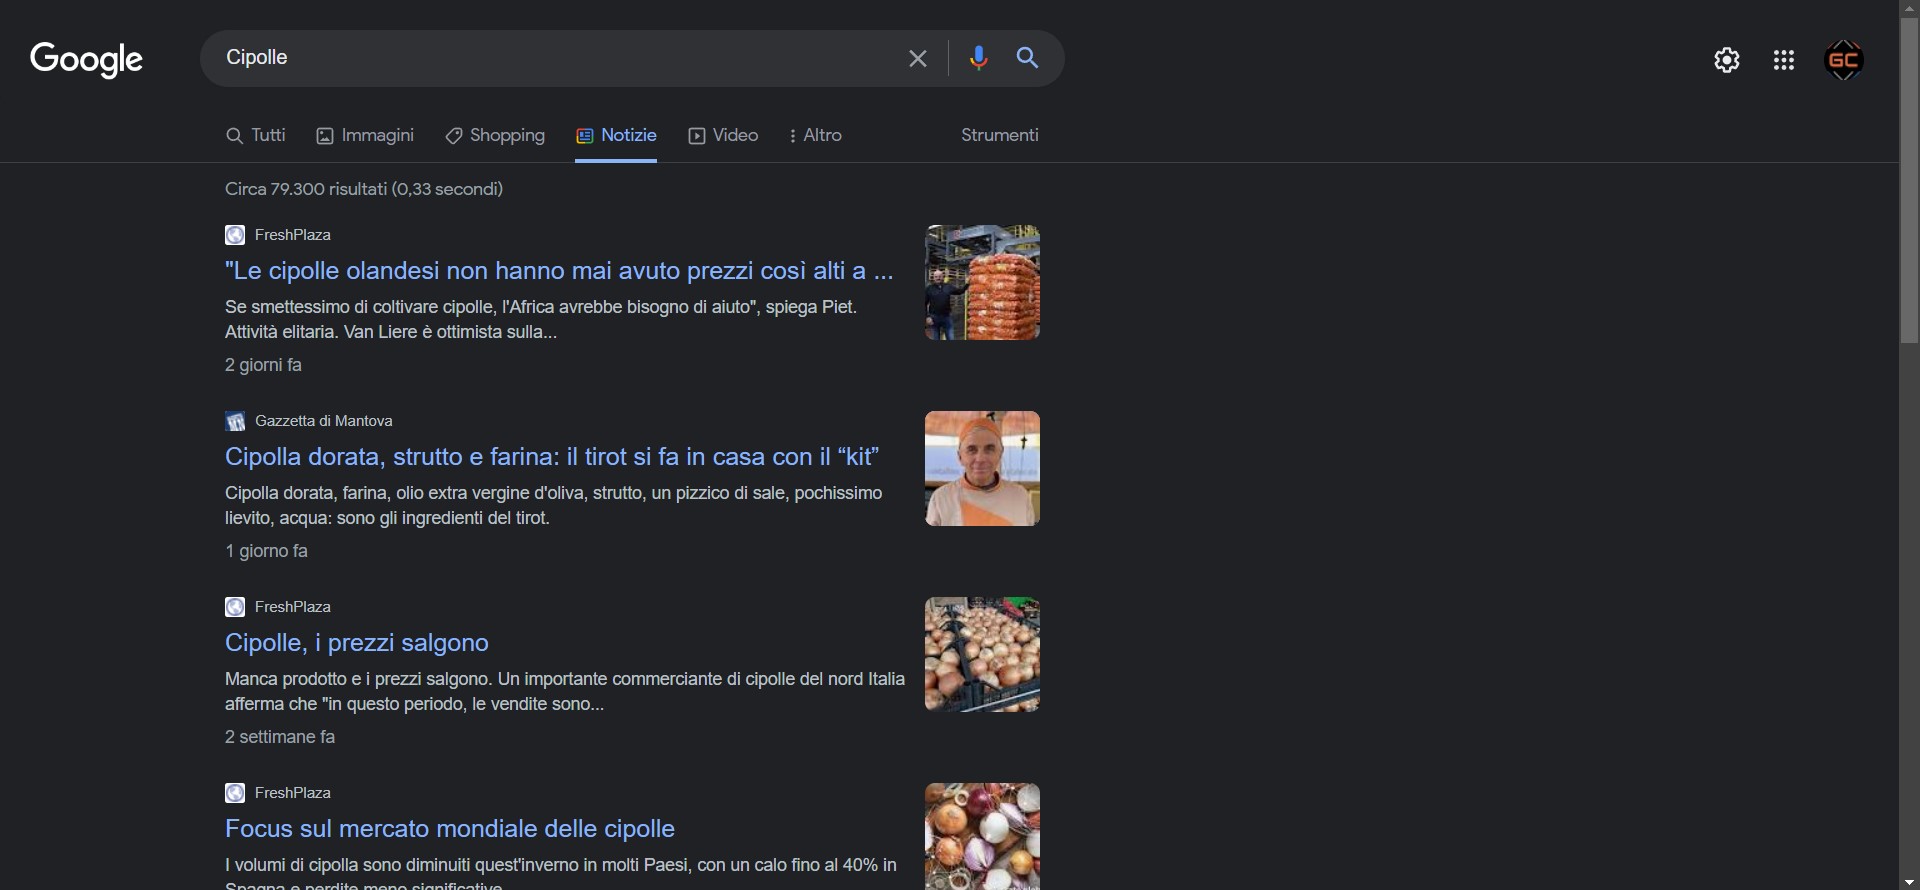 Google
Cipolle
GC
Tutti
Immagini
Shopping
Notizie
Video
Altro
Strumenti
Circa 79.300 risultati (0,33 secondi)
FreshPlaza
"Le cipolle olandesi non hanno mai avuto prezzi così alti a ...
Se smettessimo di coltivare cipolle, l'Africa avrebbe bisogno di aiuto", spiega Piet.
Attività elitaria. Van Liere è ottimista sulla...
2 giorni fa
Gazzetta di Mantova
Cipolla dorata, strutto e farina: il tirot si fa in casa con il “kit”
Cipolla dorata, farina, olio extra vergine d'oliva, strutto, un pizzico di sale, pochissimo
lievito, acqua: sono gli ingredienti del tirot.
1 giorno fa
FreshPlaza
Cipolle, i prezzi salgono
Manca prodotto e i prezzi salgono. Un importante commerciante di cipolle del nord Italia
afferma che "in questo periodo, le vendite sono...
2 settimane fa
FreshPlaza
Focus sul mercato mondiale delle cipolle
I volumi di cipolla sono diminuiti quest'inverno in molti Paesi, con un calo fino al 40% in
Spagna e perdite meno significative